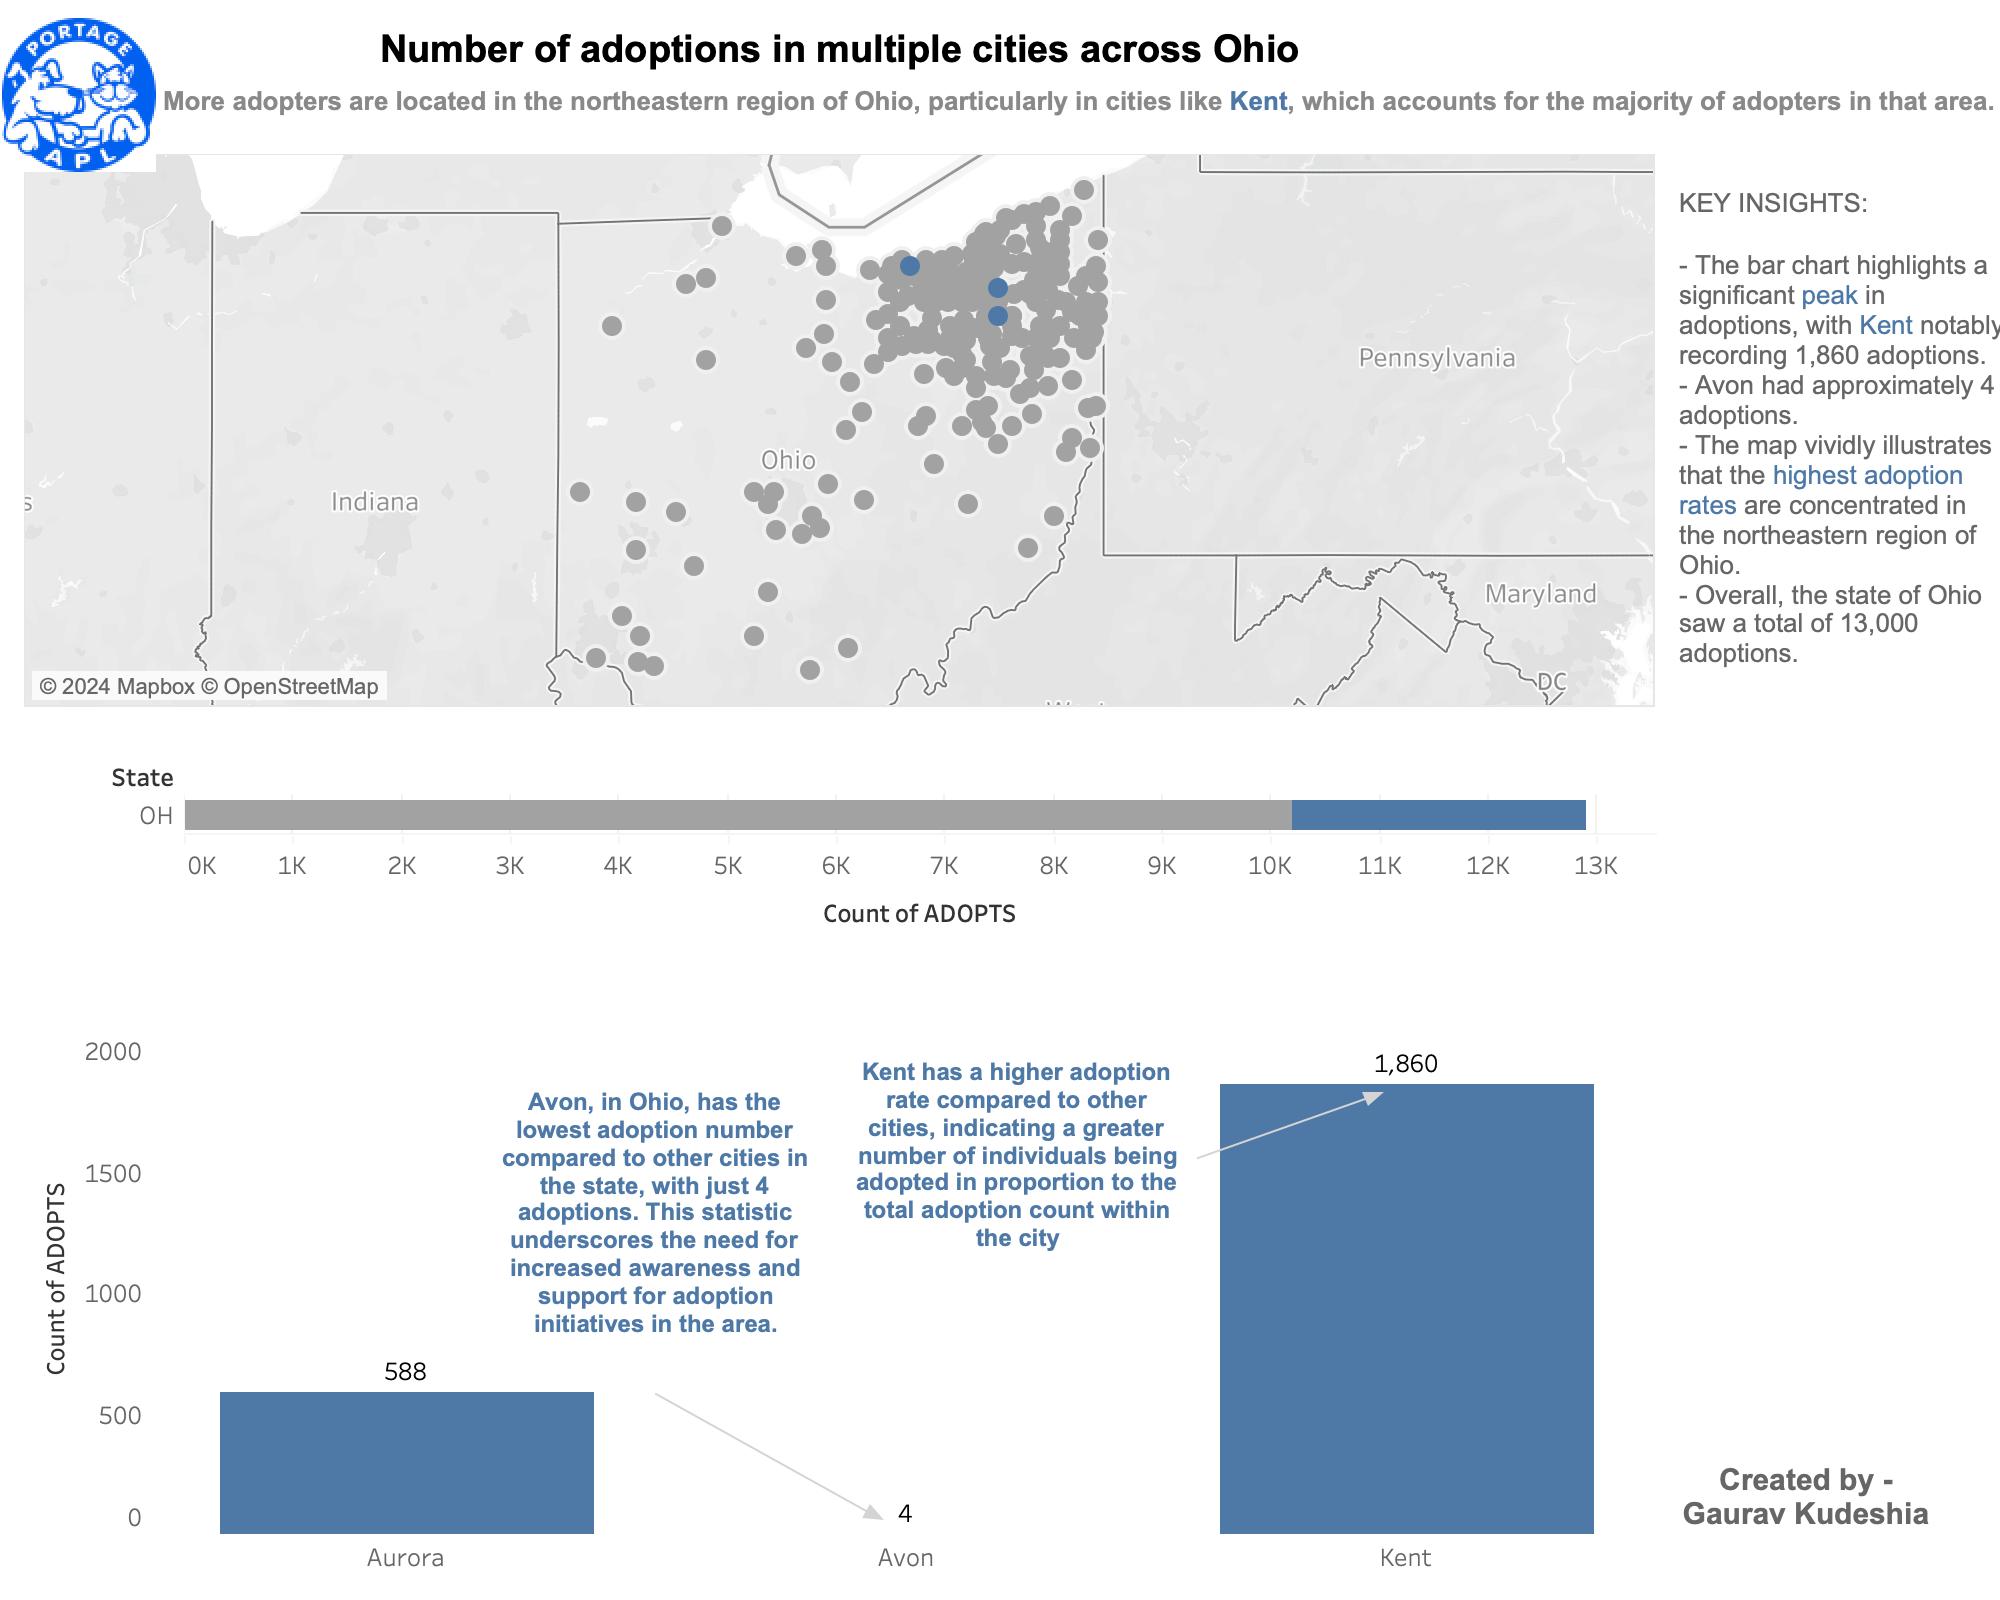 PORTAGE
APL
Number of adoptions in multiple cities across Ohio
More adopters are located in the northeastern region of Ohio, particularly in cities like Kent, which accounts for the majority of adopters in that area.
Pennsylvania
Ohio
Indiana
s
Maryland
DC
© 2024 Mapbox © OpenStreetMap
KEY INSIGHTS:
- The bar chart highlights a
significant peak in
adoptions, with Kent notably
recording 1,860 adoptions.
- Avon had approximately 4
adoptions.
- The map vividly illustrates
that the highest adoption
rates are concentrated in
the northeastern region of
Ohio.
- Overall, the state of Ohio
saw a total of 13,000
adoptions.
State
OH
0K 1K 2K 3K 4K 5K 6K 7K 8K 9K 10K 11K 12K 13K
Count of ADOPTS
2000
1500
1000
500
0
Count of ADOPTS
Avon, in Ohio, has the
lowest adoption number
compared to other cities in
the state, with just 4
adoptions. This statistic
underscores the need for
increased awareness and
support for adoption
initiatives in the area.
Kent has a higher adoption
rate compared to other
cities, indicating a greater
number of individuals being
adopted in proportion to the
total adoption count within
the city
588
4
1,860
Aurora Avon Kent
Created by -
Gaurav Kudeshia